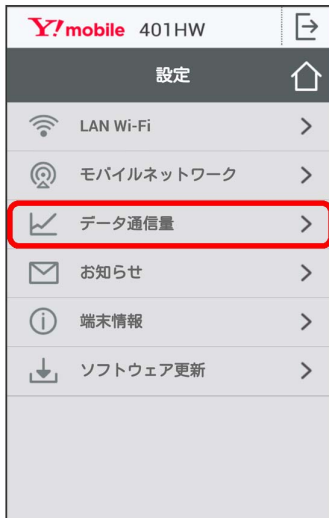 Y!mobile 401HW
設定
LAN Wi-Fi
モバイルネットワーク
データ通信量
お知らせ
端末情報
ソフトウェア更新